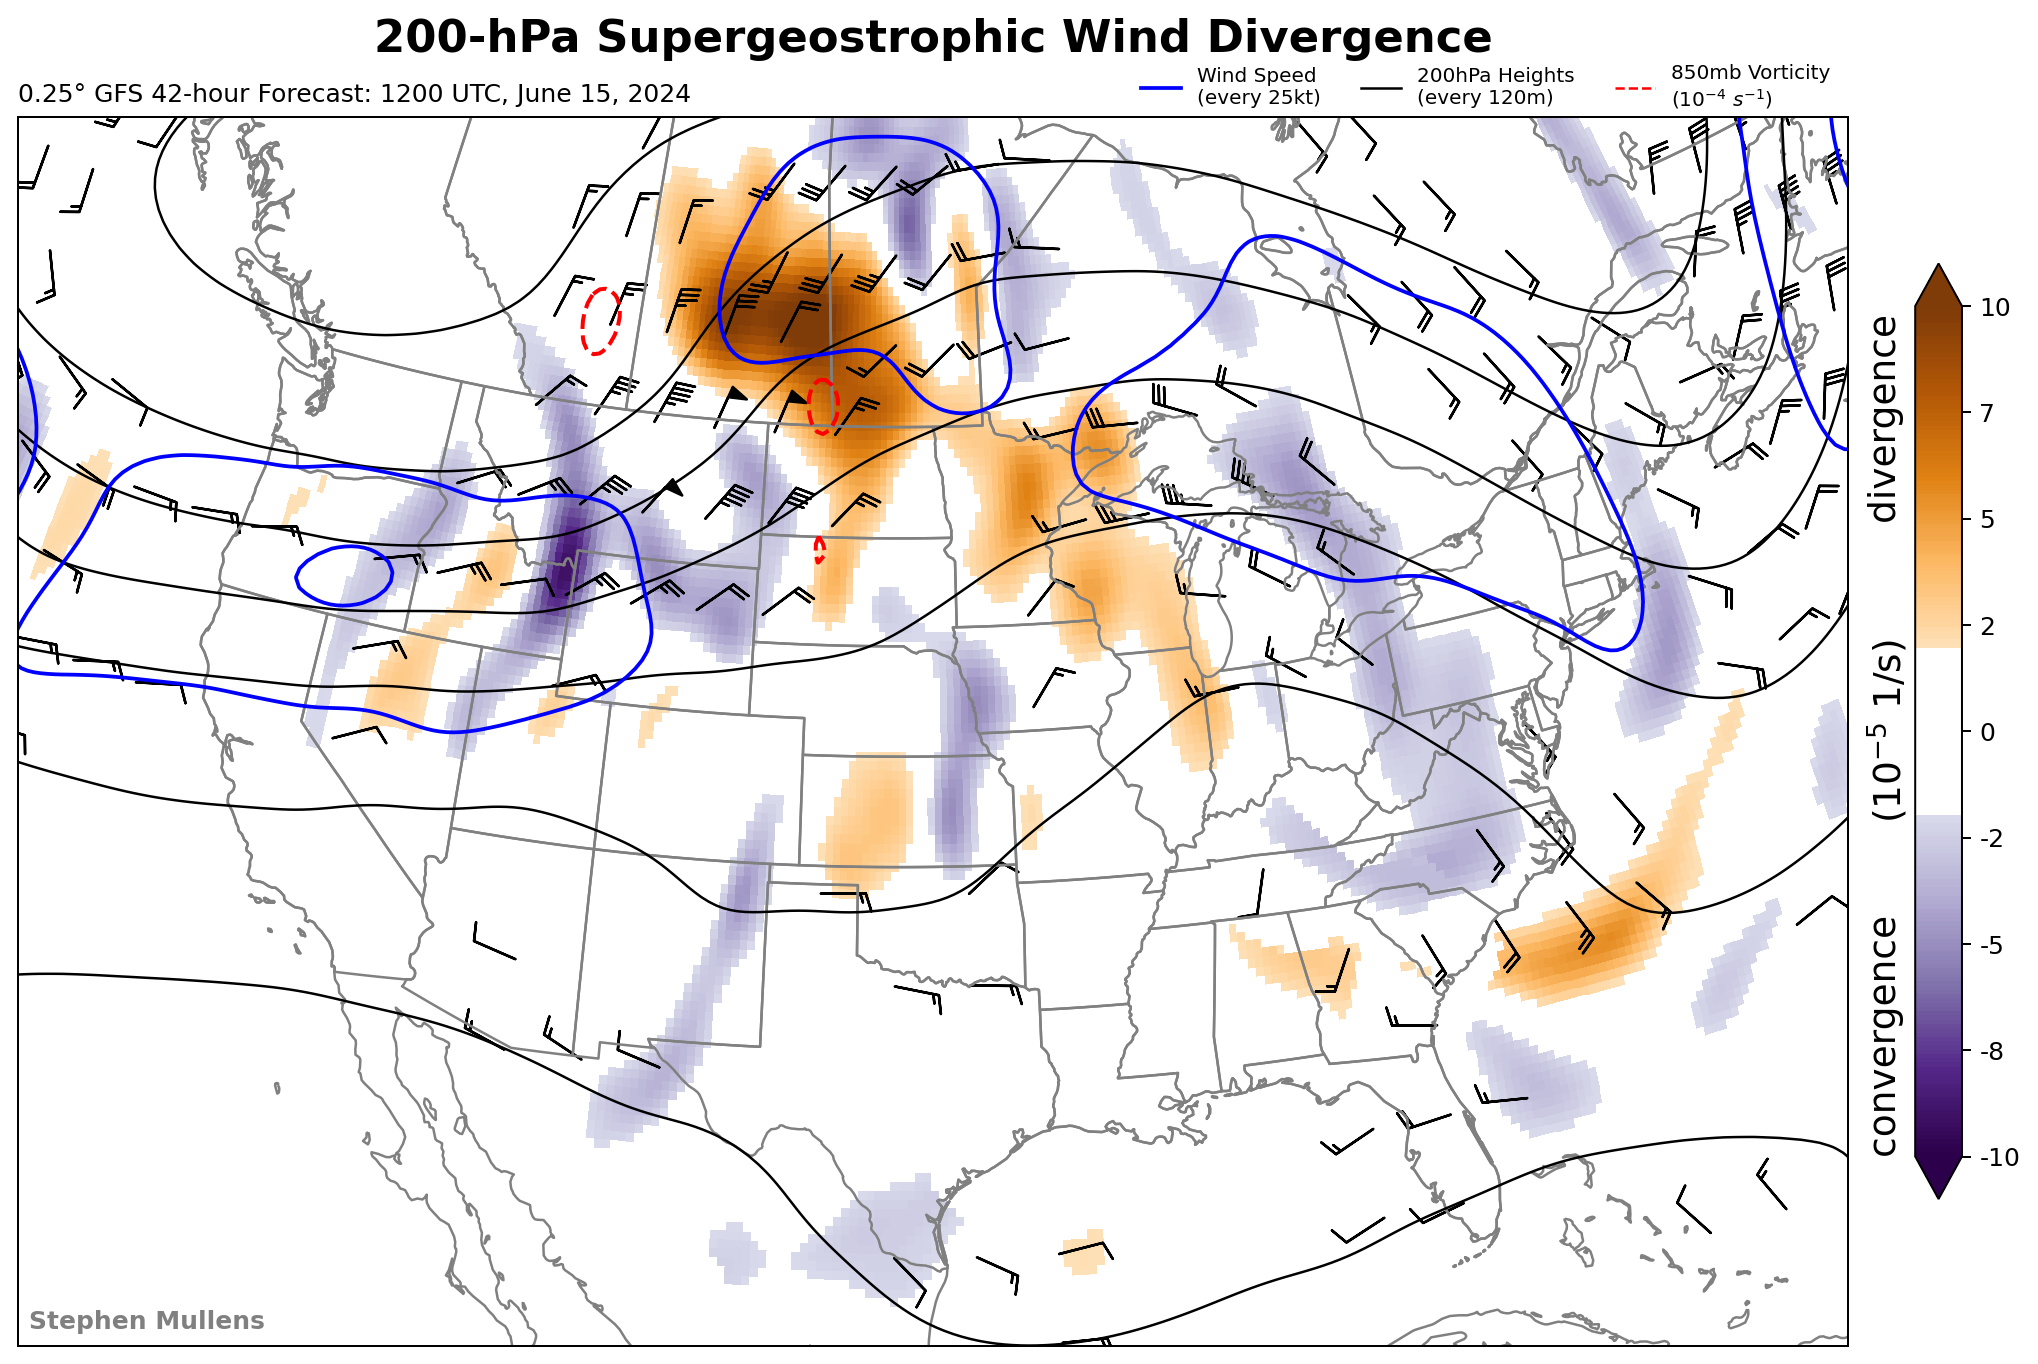 200-hPa Supergeostrophic Wind Divergence
0.25° GFS 42-hour Forecast: 1200 UTC, June 15, 2024
Wind Speed
(every 25kt)
200hPa Heights
(every 120m)
850mb Vorticity
(10⁻⁴ s⁻¹)
10
7
5
2
0
-2
-5
-8
-10
divergence
(10⁻⁵ 1/s)
convergence
Stephen Mullens